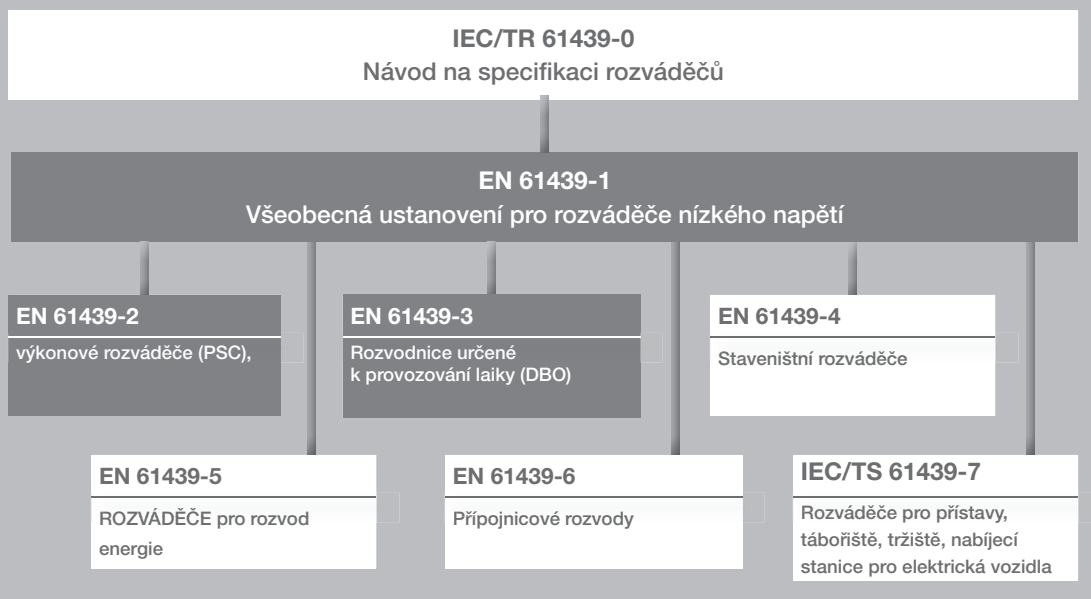 IEC/TR 61439-0
Návod na specifikaci rozváděčů
EN 61439-1
Všeobecná ustanovení pro rozváděče nízkého napětí
EN 61439-2
výkonové rozváděče (PSC),
EN 61439-3
Rozvodnice určené
k provozování laiky (DBO)
EN 61439-4
Staveništní rozváděče
EN 61439-5
ROZVÁDĚČE pro rozvod
energie
EN 61439-6
Přípojnicové rozvody
IEC/TS 61439-7
Rozváděče pro přístavy,
tábořiště, tržiště, nabíjecí
stanice pro elektrická vozidla